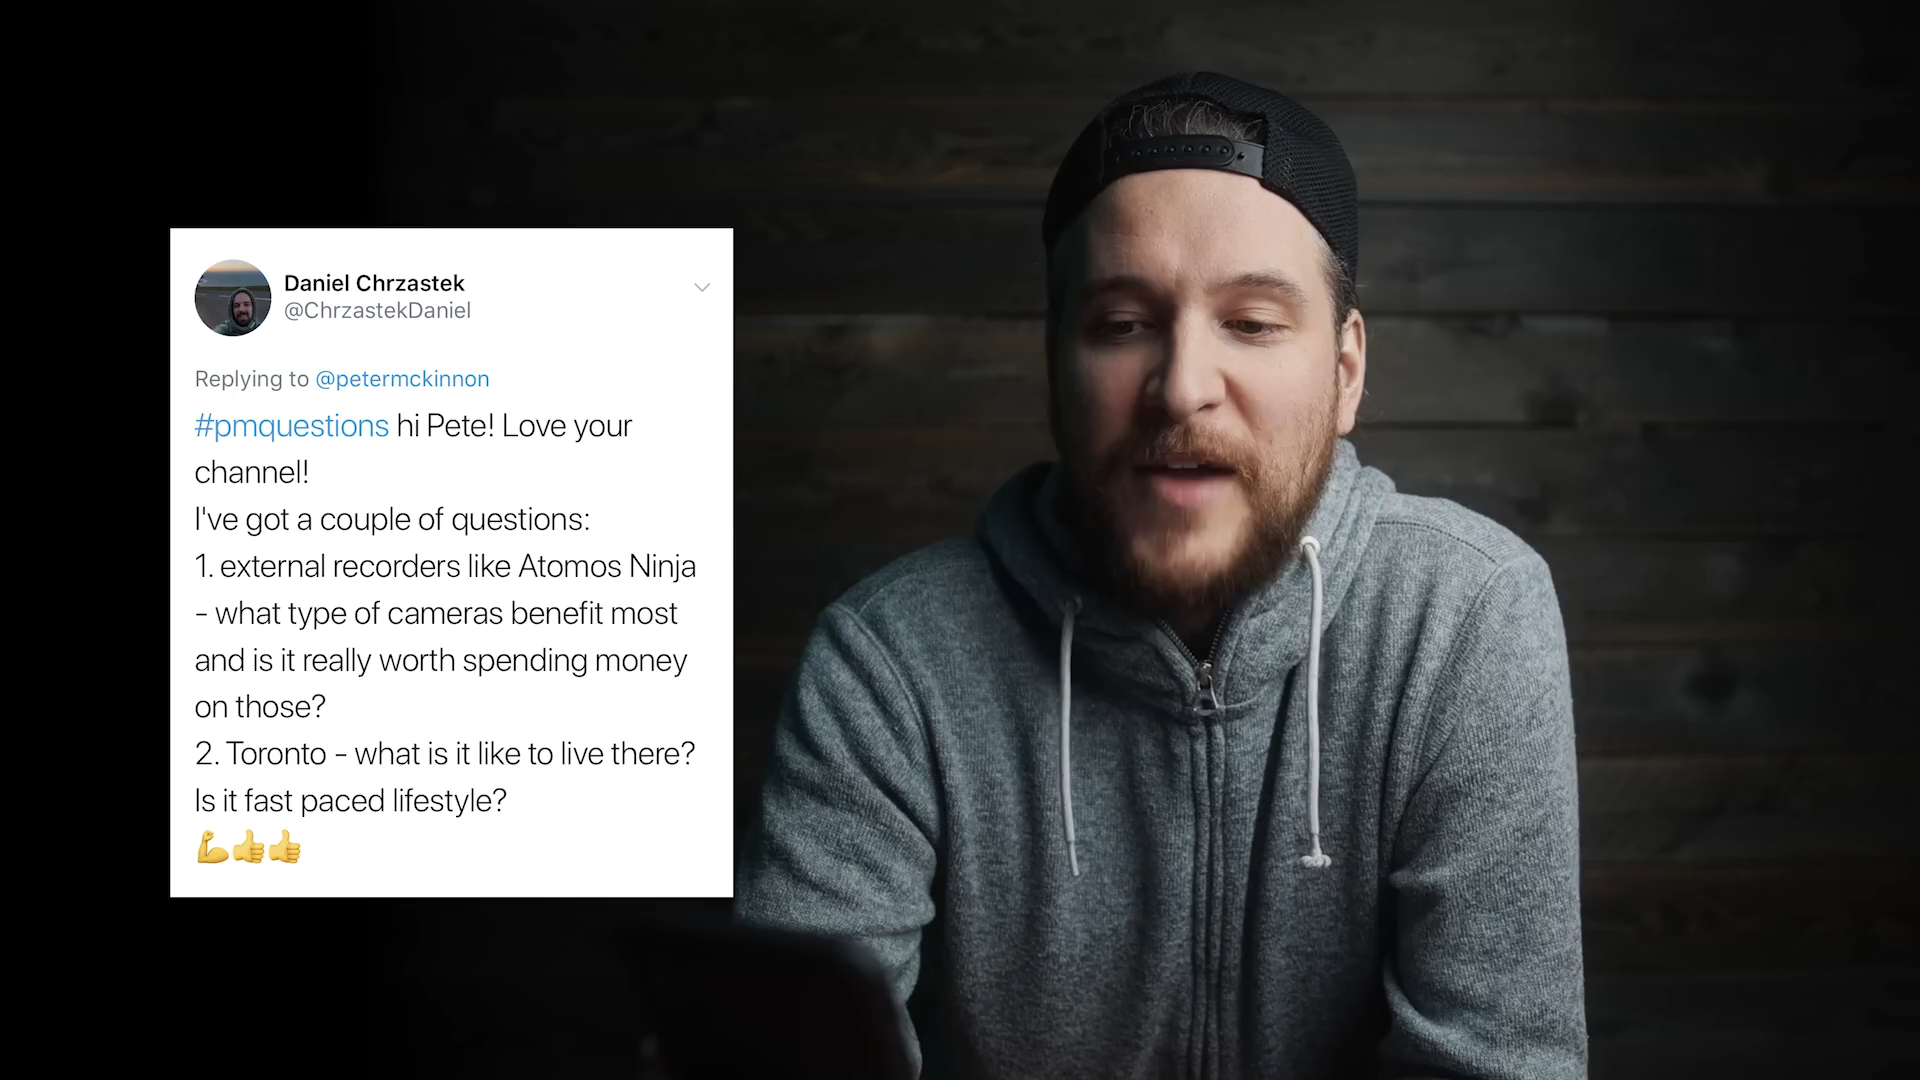 Daniel Chrzastek
@ChrzastekDaniel
Replying to @petermckinnon
#pmquestions hi Pete! Love your
channel!
I've got a couple of questions:
1. external recorders like Atomos Ninja
- what type of cameras benefit most
and is it really worth spending money
on those?
2. Toronto - what is it like to live there?
Is it fast paced lifestyle?
💪👍👍